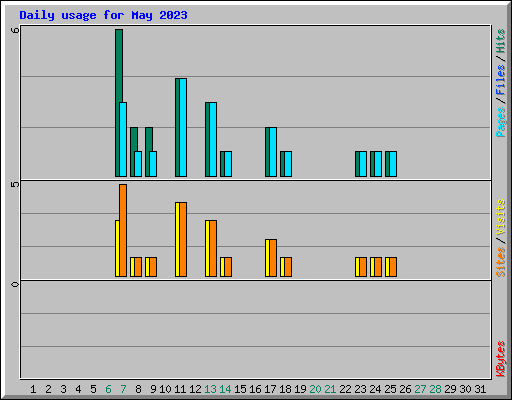 Daily usage for May 2023
6
5
0
Pages/Files/Hits
Sites/Visits
KBytes
1 2 3 4 5 6 7 8 9 10 11 12 13 14 15 16 17 18 19 20 21 22 23 24 25 26 27 28 29 30 31